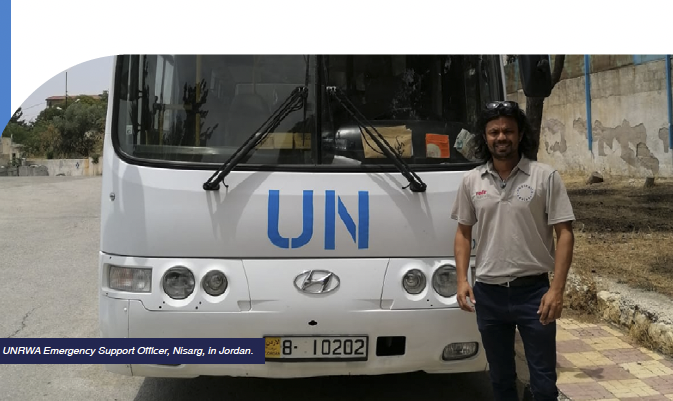 UN
UNRWA Emergency Support Officer, Nisarg, in Jordan.
8- 10202